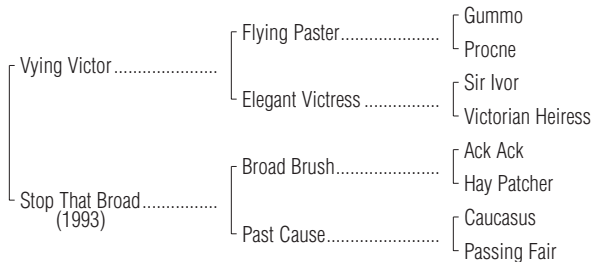 Gummo
Flying Paster.................
Procne
Vying Victor .....................
Sir Ivor
Elegant Victress ................
Victorian Heiress
Ack Ack
Broad Brush.....................
Hay Patcher
Stop That Broad................
(1993)
Caucasus
Past Cause.......................
Passing Fair